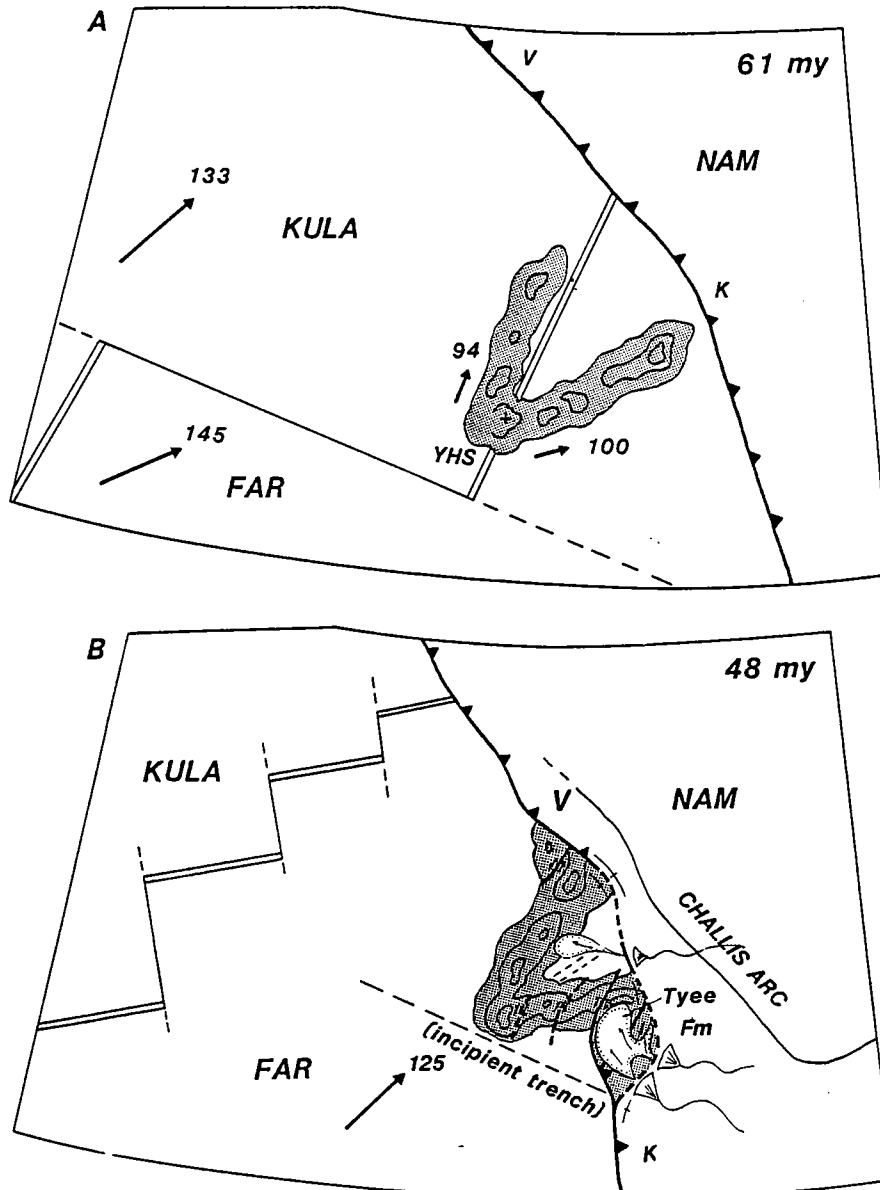 A
61 my
V
NAM
133
KULA
K
94
145
YHS
100
FAR
B
48 my
KULA
V
NAM
CHALLIS ARC
Tyee
Fm
(incipient trench)
FAR
125
K